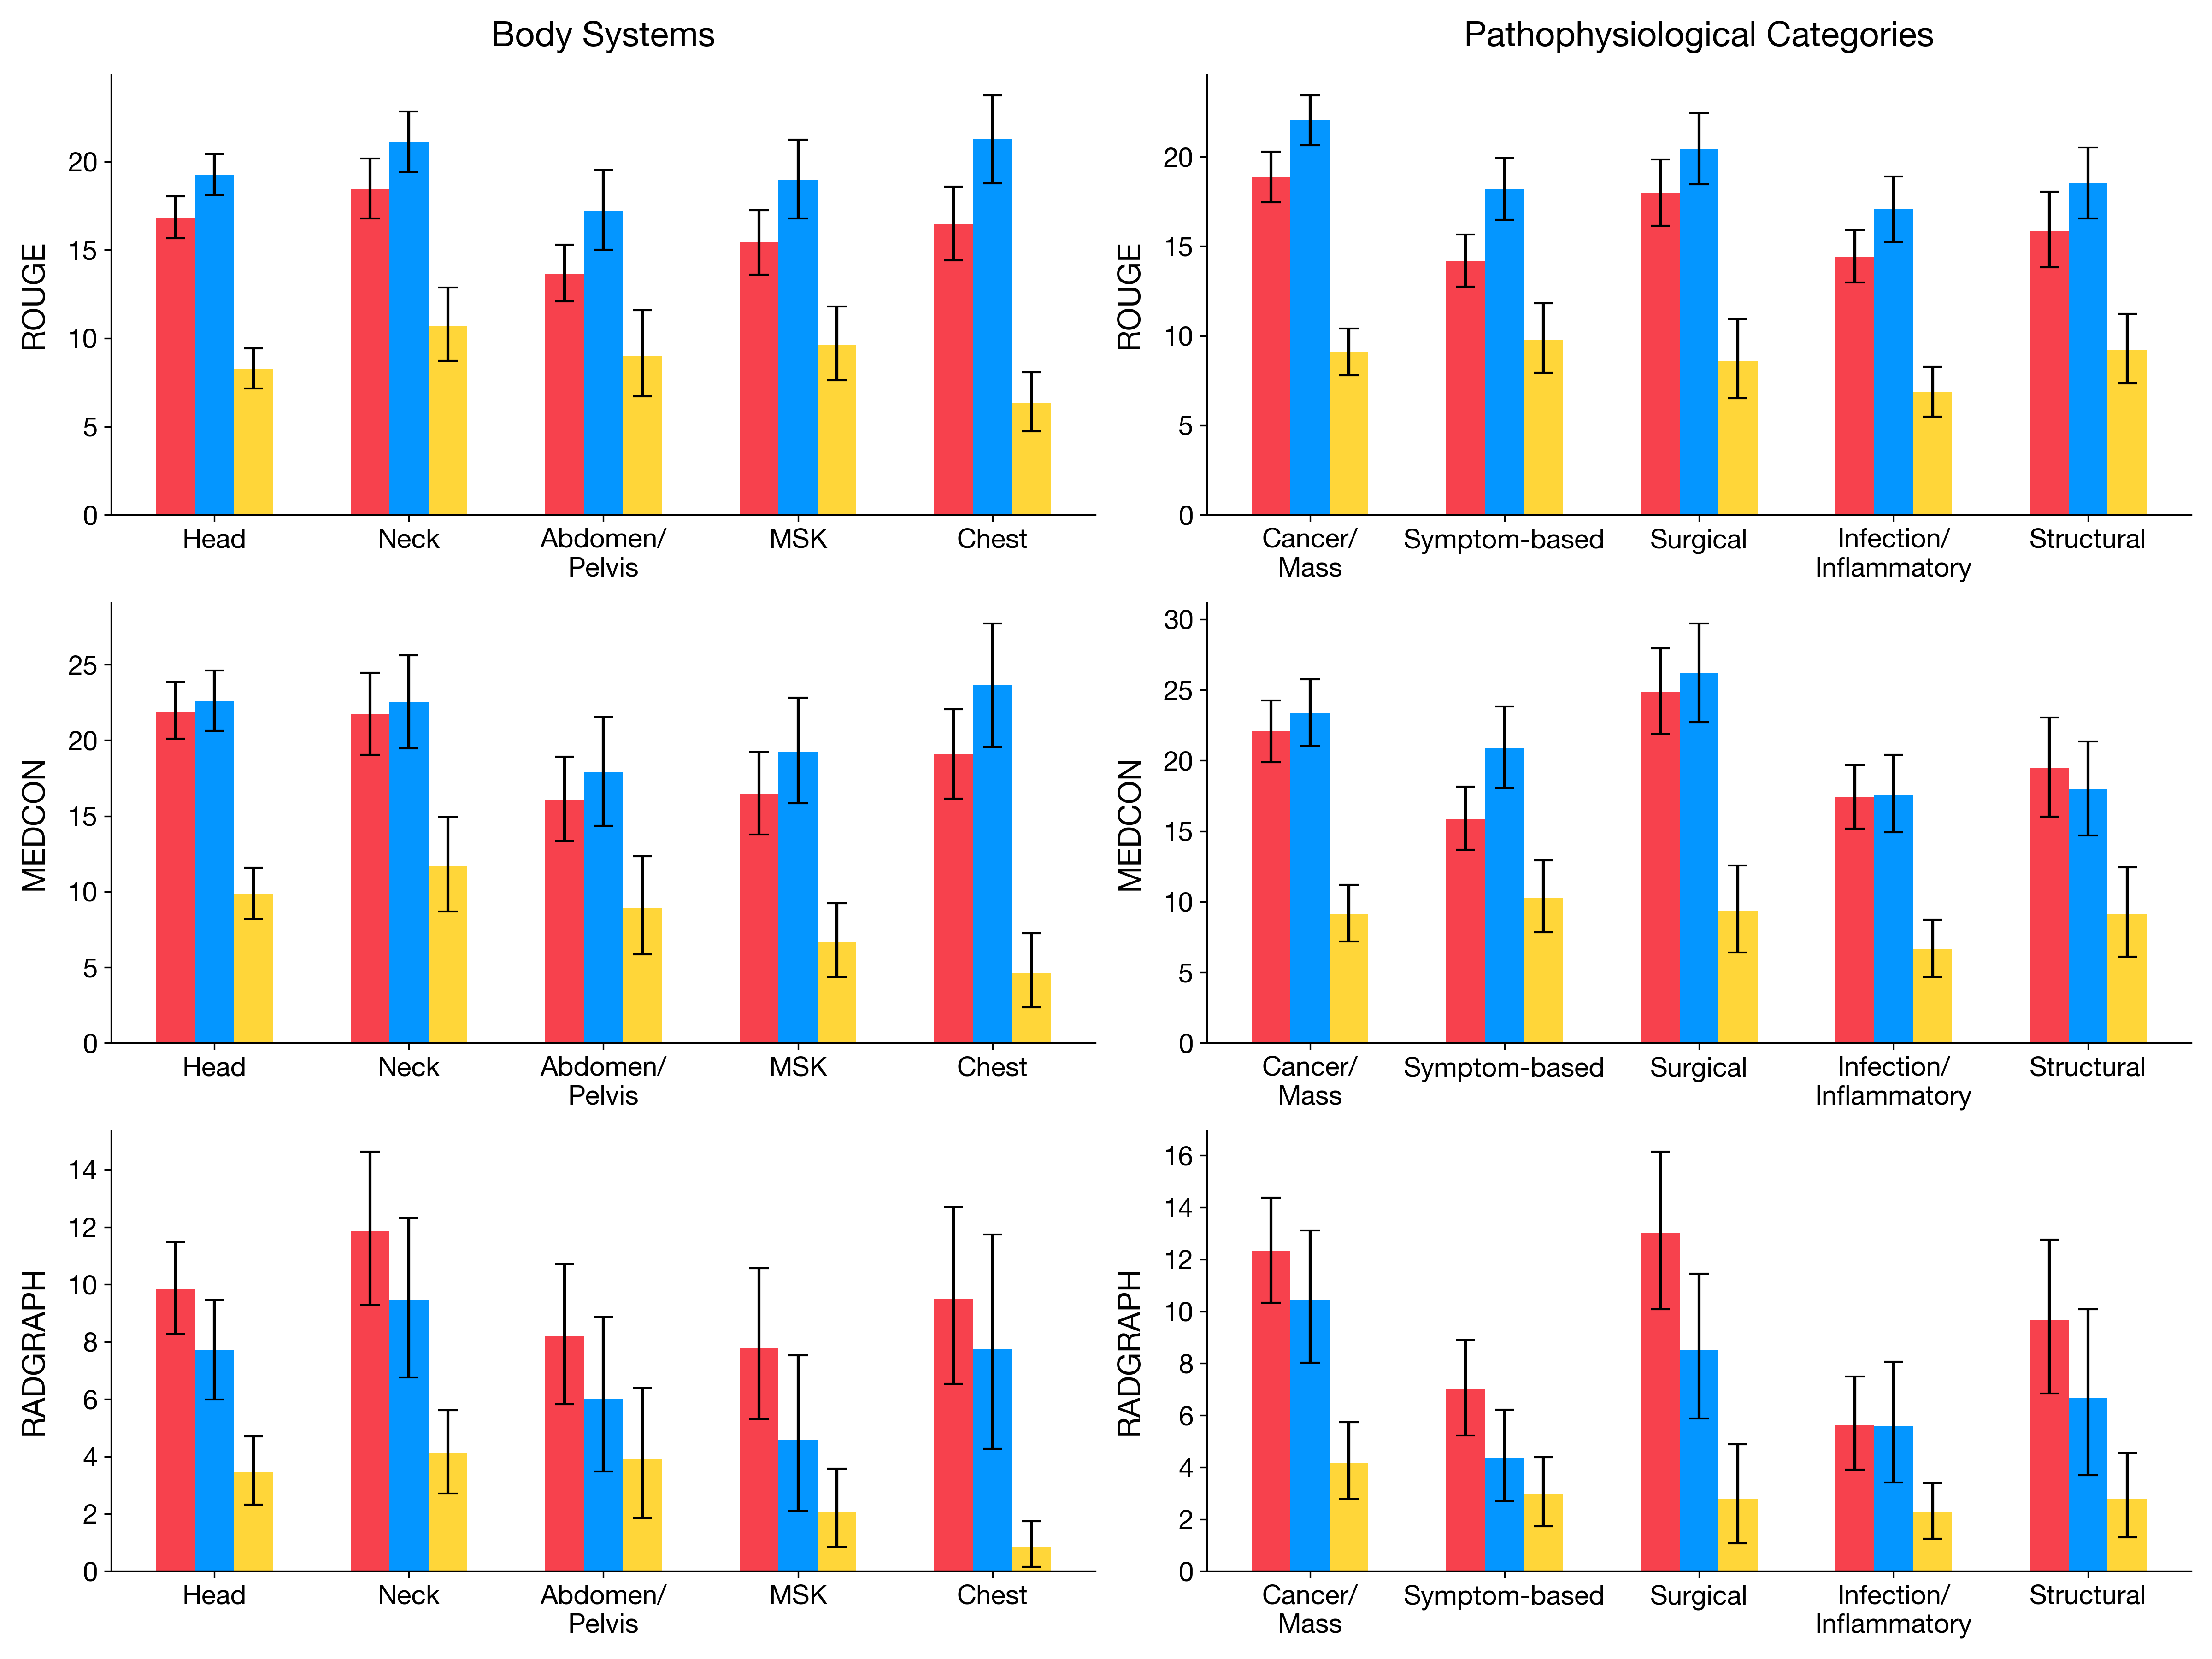 Body Systems
Pathophysiological Categories
ROUGE
20
15
10
5
0
Head
Neck
Abdomen/
Pelvis
MSK
Chest
ROUGE
20
15
10
5
0
Cancer/
Mass
Symptom-based
Surgical
Infection/
Inflammatory
Structural
MEDCON
25
20
15
10
5
0
Head
Neck
Abdomen/
Pelvis
MSK
Chest
MEDCON
30
25
20
15
10
5
0
Cancer/
Mass
Symptom-based
Surgical
Infection/
Inflammatory
Structural
RADGRAPH
14
12
10
8
6
4
2
0
Head
Neck
Abdomen/
Pelvis
MSK
Chest
RADGRAPH
16
14
12
10
8
6
4
2
0
Cancer/
Mass
Symptom-based
Surgical
Infection/
Inflammatory
Structural